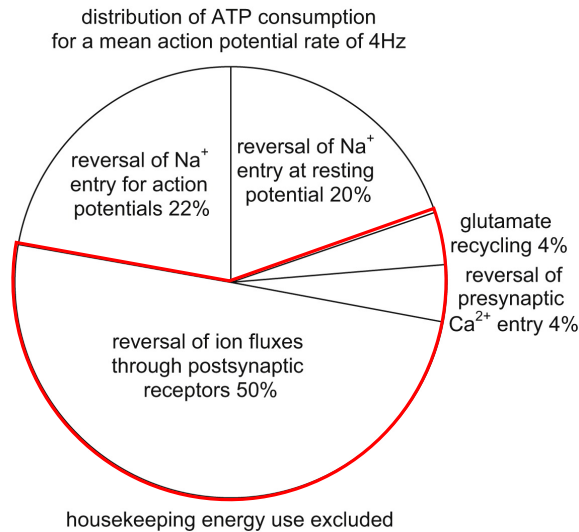 distribution of ATP consumption
for a mean action potential rate of 4Hz
reversal of Na⁺
entry for action
potentials 22%
reversal of Na⁺
entry at resting
potential 20%
glutamate
recycling 4%
reversal of
presynaptic
Ca²⁺ entry 4%
reversal of ion fluxes
through postsynaptic
receptors 50%
housekeeping energy use excluded